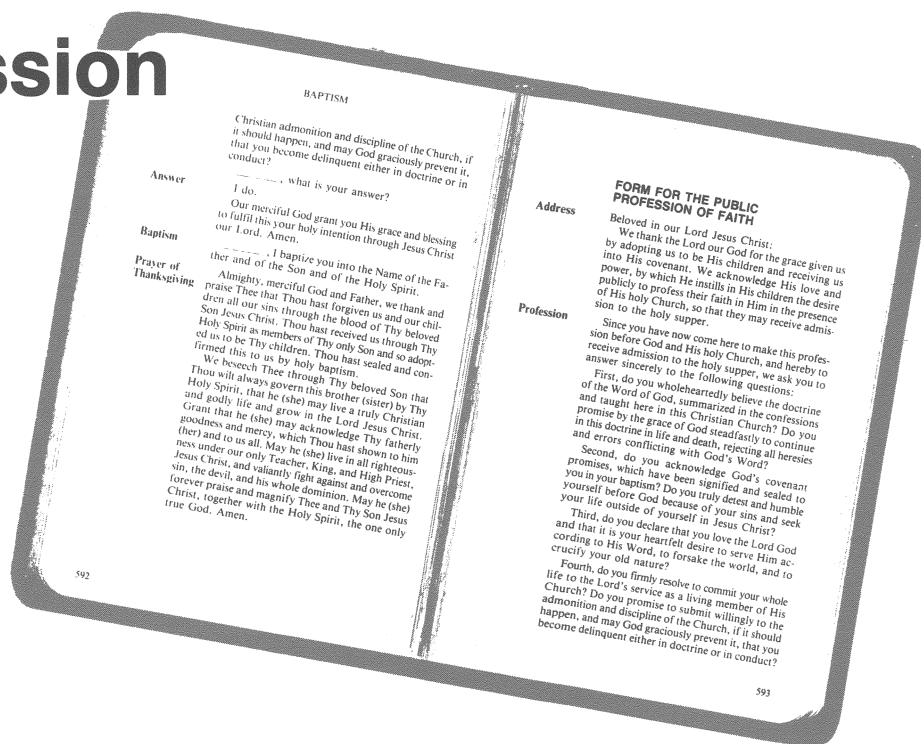 ssion
BAPTISM
Christian admonition and discipline of the Church, if
it should happen, and may God graciously prevent it,
that you become delinquent either in doctrine or in
conduct?
Answer
_ _ _ _ _, what is your answer?
I do.
Our merciful God grant you His grace and blessing
to fulfil this your holy intention through Jesus Christ
our Lord. Amen.
Baptism
_ _ _ _ _, I baptize you into the Name of the Fa-
ther and of the Son and of the Holy Spirit.
Prayer of
Thanksgiving
Almighty, merciful God and Father, we thank and
praise Thee that Thou hast forgiven us and our chil-
dren all our sins through the blood of Thy beloved
Son Jesus Christ. Thou hast received us through Thy
Holy Spirit as members of Thy only Son and so adopt-
ed us to be Thy children. Thou hast sealed and con-
firmed this to us by holy baptism.
We beseech Thee through Thy beloved Son that
Thou wilt always govern this brother (sister) by Thy
Holy Spirit, that he (she) may live a truly Christian
and godly life and grow in the Lord Jesus Christ.
Grant that he (she) may acknowledge Thy fatherly
goodness and mercy, which Thou hast shown to him
(her) and to us all. May he (she) live in all righteous-
ness under our only Teacher, King, and High Priest,
Jesus Christ, and valiantly fight against and overcome
sin, the devil, and his whole dominion. May he (she)
forever praise and magnify Thee and Thy Son Jesus
Christ, together with the Holy Spirit, the one only
true God. Amen.
592
FORM FOR THE PUBLIC
PROFESSION OF FAITH
Address
Beloved in our Lord Jesus Christ:
We thank the Lord our God for the grace given us
by adopting us to be His children and receiving us
into His covenant. We acknowledge His love and
power, by which He instills in His children the desire
publicly to profess their faith in Him in the presence
of His holy Church, so that they may receive admis-
sion to the holy supper.
Profession
Since you have now come here to make this profes-
sion before God and His holy Church, and hereby to
receive admission to the holy supper, we ask you to
answer sincerely to the following questions:
First, do you wholeheartedly believe the doctrine
of the Word of God, summarized in the confessions
and taught here in this Christian Church? Do you
promise by the grace of God steadfastly to continue
in this doctrine in life and death, rejecting all heresies
and errors conflicting with God's Word?
Second, do you acknowledge God's covenant
promises, which have been signified and sealed to
you in your baptism? Do you truly detest and humble
yourself before God because of your sins and seek
your life outside of yourself in Jesus Christ?
Third, do you declare that you love the Lord God
and that it is your heartfelt desire to serve Him ac-
cording to His Word, to forsake the world, and to
crucify your old nature?
Fourth, do you firmly resolve to commit your whole
life to the Lord's service as a living member of His
Church? Do you promise to submit willingly to the
admonition and discipline of the Church, if it should
happen, and may God graciously prevent it, that you
become delinquent either in doctrine or in conduct?
593